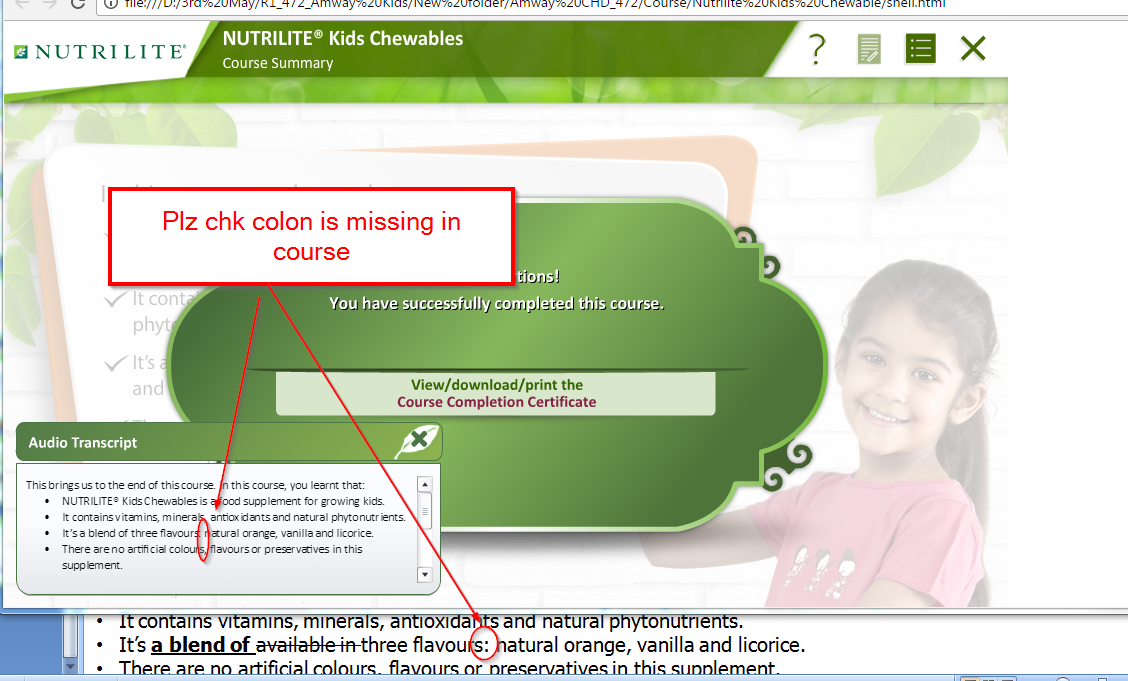 file:///D:/3rd%20May/R1_472_Amway%20Kids/New%20folder/Amway%20CHD_472/Course/Nutrilite%20Kids%20Chewable/shell.html
NUTRILITE®
NUTRILITE® Kids Chewables
Course Summary
?
Plz chk colon is missing in
course
tions!
You have successfully completed this course.
It conta
phyto
It's a
and
View/download/print the
Course Completion Certificate
Audio Transcript
This brings us to the end of this course. In this course, you learnt that:
• NUTRILITE® Kids Chewables is a food supplement for growing kids.
• It contains vitamins, minerals, antioxidants and natural phytonutrients.
• It's a blend of three flavours: natural orange, vanilla and licorice.
• There are no artificial colours, flavours or preservatives in this
supplement.
• It contains vitamins, minerals, antioxidants and natural phytonutrients.
• It's a blend of available in three flavours: natural orange, vanilla and licorice.
• There are no artificial colours, flavours or preservatives in this supplement.